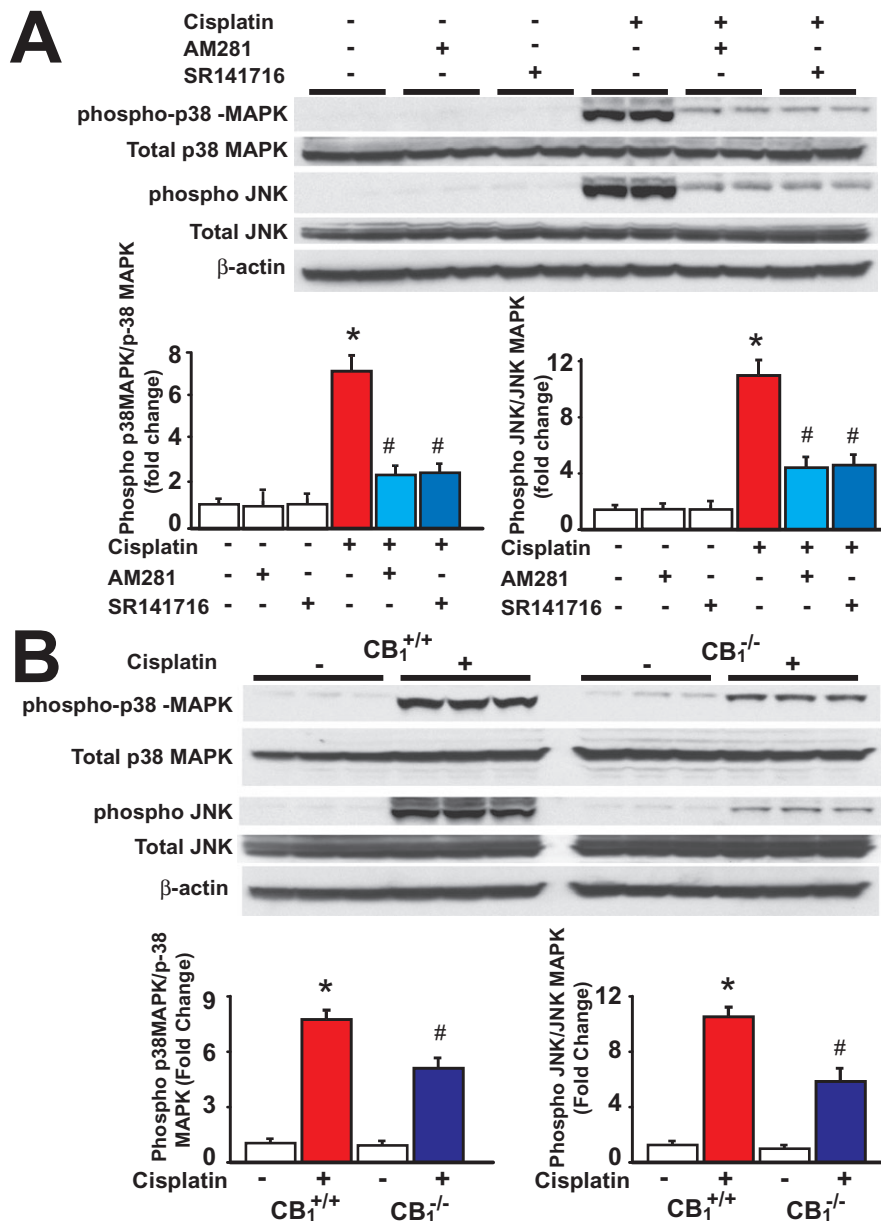 A
Cisplatin - - - + + +
AM281 - + - - + -
SR141716 - - + - - +
phospho-p38 -MAPK
Total p38 MAPK
phospho JNK
Total JNK
β-actin
Phospho p38MAPK/p-38 MAPK
(fold change)
8
6
4
2
0
*
#
#
Cisplatin - - - + + +
AM281 - + - - + -
SR141716 - - + - - +
Phospho JNK/JNK MAPK
(fold change)
12
8
4
0
*
#
#
Cisplatin - - - + + +
AM281 - + - - + -
SR141716 - - + - - +
B
CB1+/+ CB1-/-
Cisplatin - + - +
phospho-p38 -MAPK
Total p38 MAPK
phospho JNK
Total JNK
β-actin
Phospho p38MAPK/p-38
MAPK (Fold Change)
9
6
3
0
*
#
Cisplatin - + - +
CB1+/+ CB1-/-
Phospho JNK/JNK MAPK
(Fold Change)
12
8
4
0
*
#
Cisplatin - + - +
CB1+/+ CB1-/-